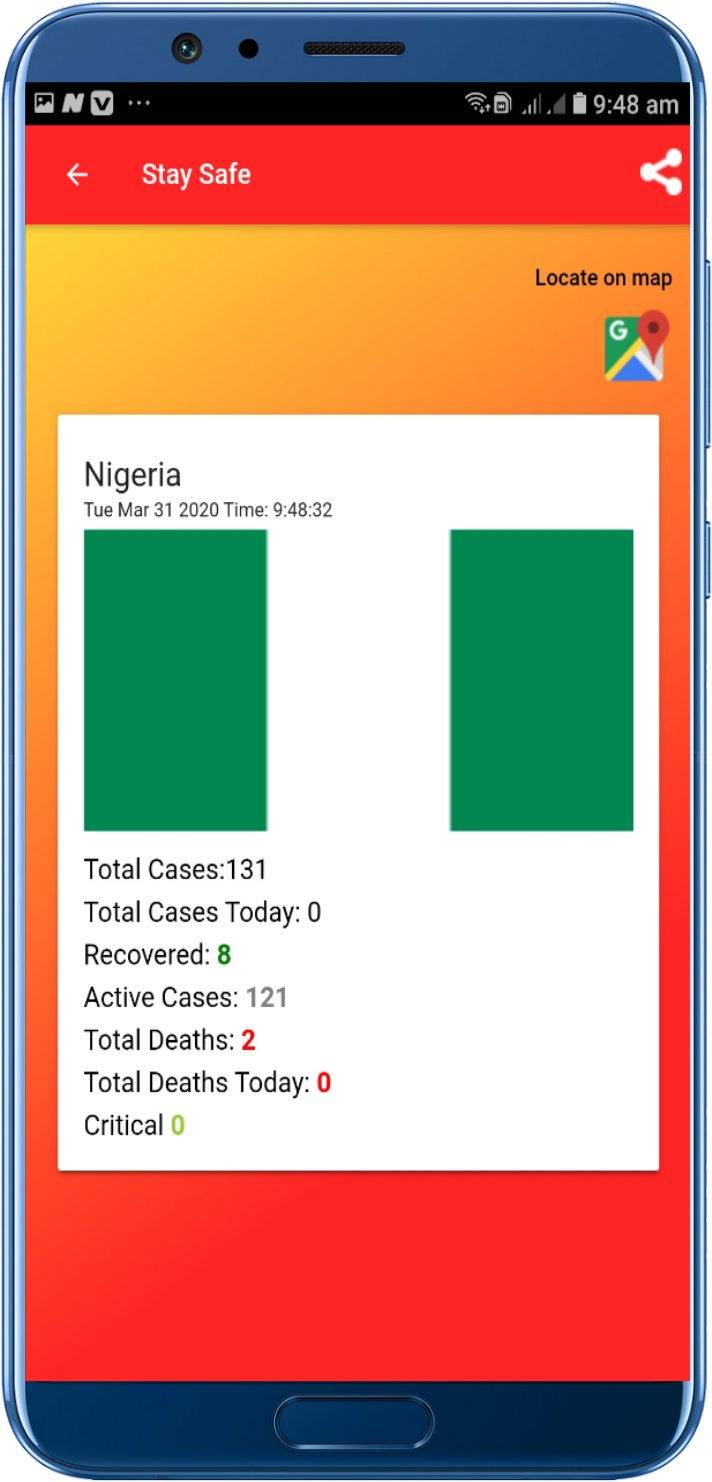 9:48 am
Stay Safe
Locate on map
G
Nigeria
Tue Mar 31 2020 Time: 9:48:32
Total Cases:131
Total Cases Today: 0
Recovered: 8
Active Cases: 121
Total Deaths: 2
Total Deaths Today: 0
Critical 0